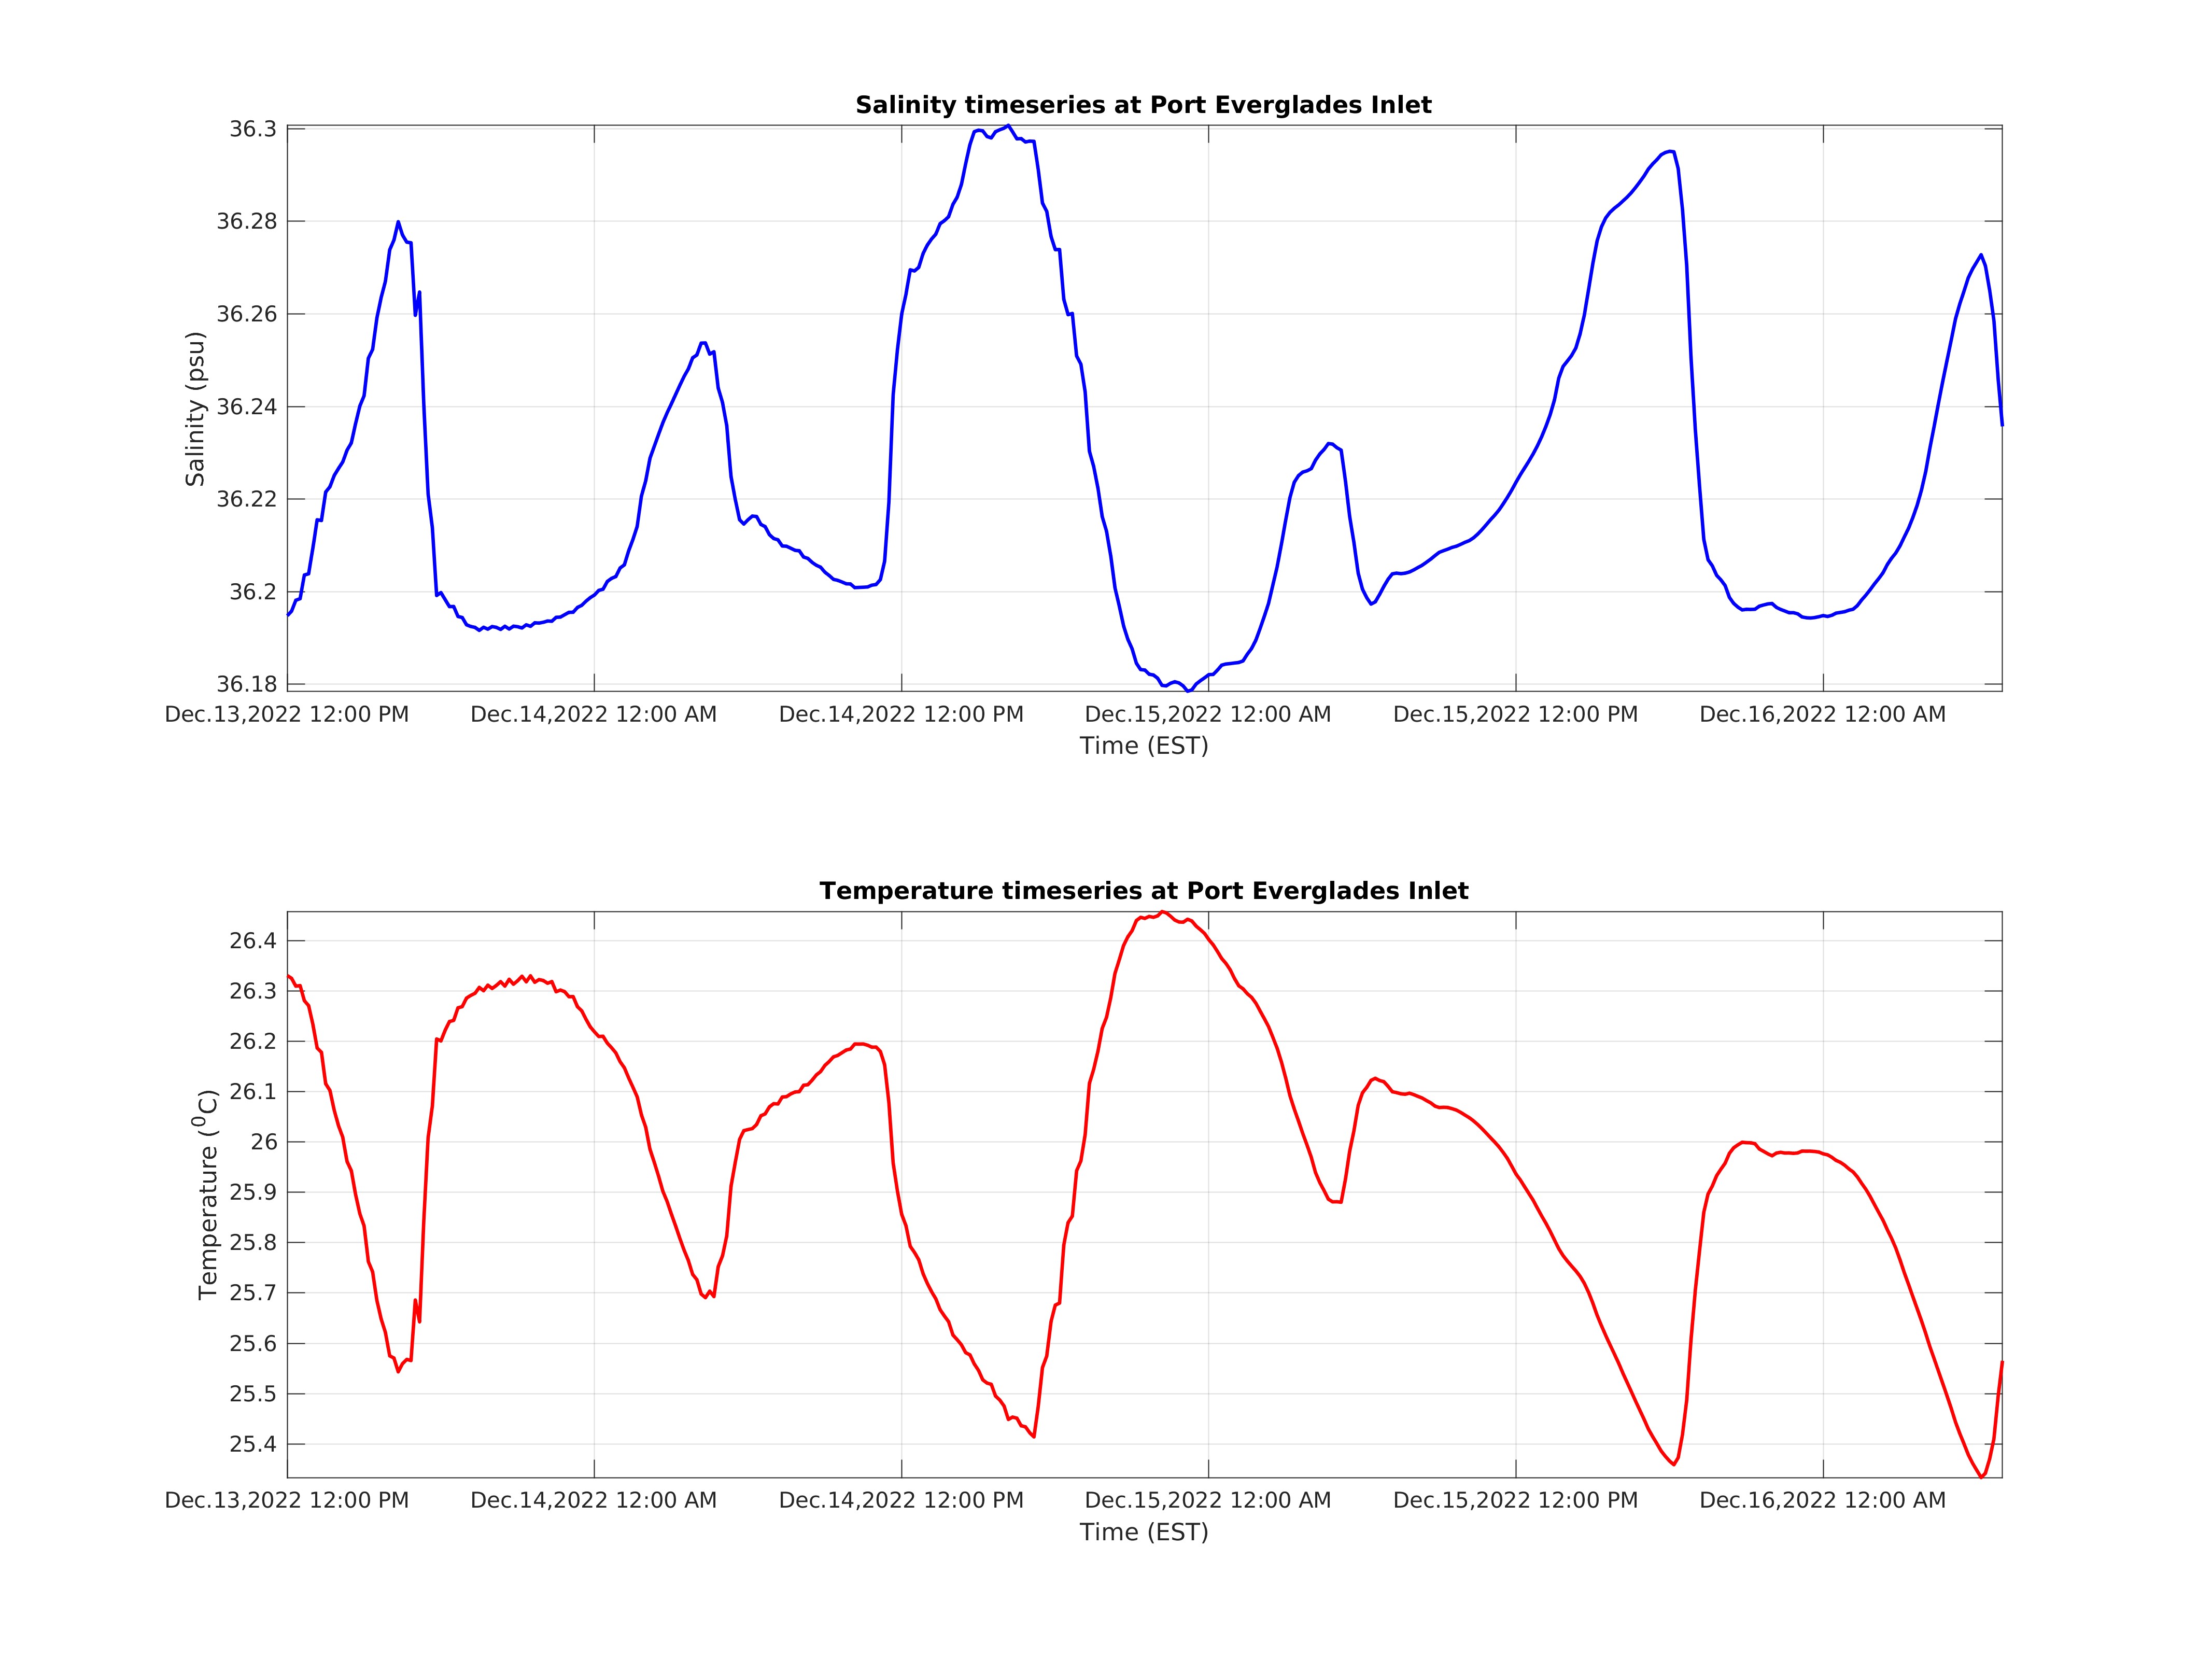 Salinity timeseries at Port Everglades Inlet
36.3
36.28
36.26
36.24
36.22
36.2
36.18
Salinity (psu)
Dec.13,2022 12:00 PM Dec.14,2022 12:00 AM Dec.14,2022 12:00 PM Dec.15,2022 12:00 AM Dec.15,2022 12:00 PM Dec.16,2022 12:00 AM
Time (EST)
Temperature timeseries at Port Everglades Inlet
26.4
26.3
26.2
26.1
26
25.9
25.8
25.7
25.6
25.5
25.4
Temperature (⁰C)
Dec.13,2022 12:00 PM Dec.14,2022 12:00 AM Dec.14,2022 12:00 PM Dec.15,2022 12:00 AM Dec.15,2022 12:00 PM Dec.16,2022 12:00 AM
Time (EST)